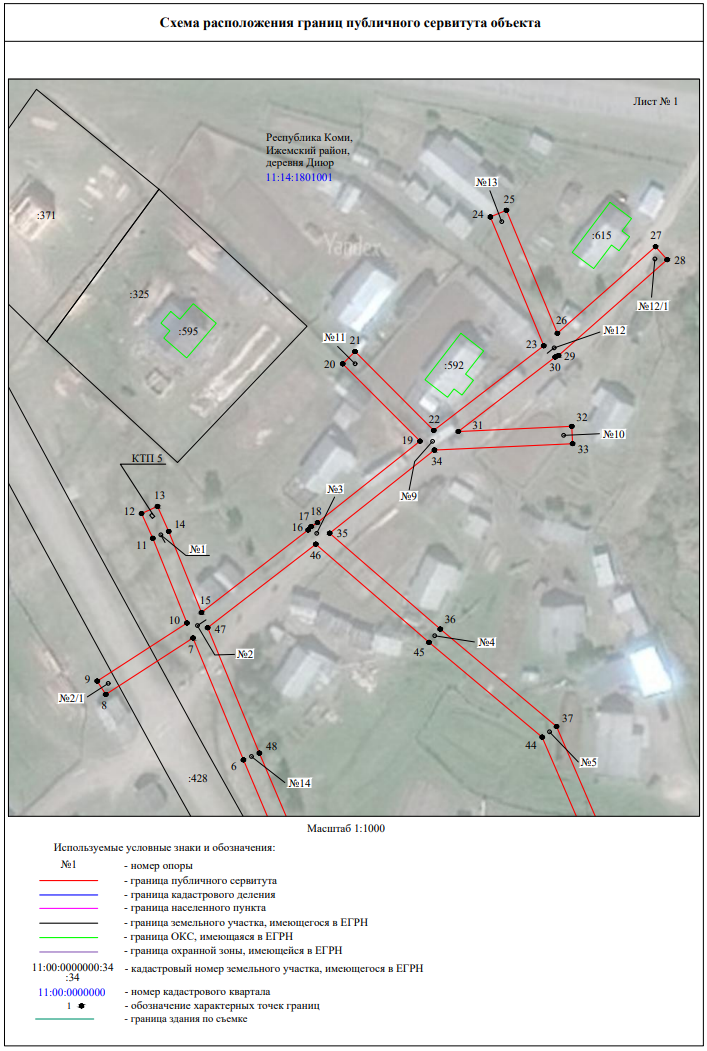 Схема расположения границ публичного сервитута объекта
Лист № 1
Республика Коми,
Ижемский район,
деревня Диюр
11:14:1801001
№13
25
24
:371
:615
27
28
Yandex
:325
№12/1
26
№12
:595
№11
21
23
29
30
20
:592
22
31
32
19
№10
33
34
КТП 5
№9
№3
13
12
18
17
16
14
11
35
№1
46
15
36
10
47
№4
45
7
№2
9
№2/1
8
37
48
44
6
№5
:428
№14
Масштаб 1:1000
Используемые условные знаки и обозначения:
№1 - номер опоры
- граница публичного сервитута
- граница кадастрового деления
- граница населенного пункта
- граница земельного участка, имеющегося в ЕГРН
- граница ОКС, имеющаяся в ЕГРН
- граница охранной зоны, имеющейся в ЕГРН
11:00:0000000:34 - кадастровый номер земельного участка, имеющегося в ЕГРН
:34
11:00:0000000 - номер кадастрового квартала
1 - обозначение характерных точек границ
- граница здания по съемке